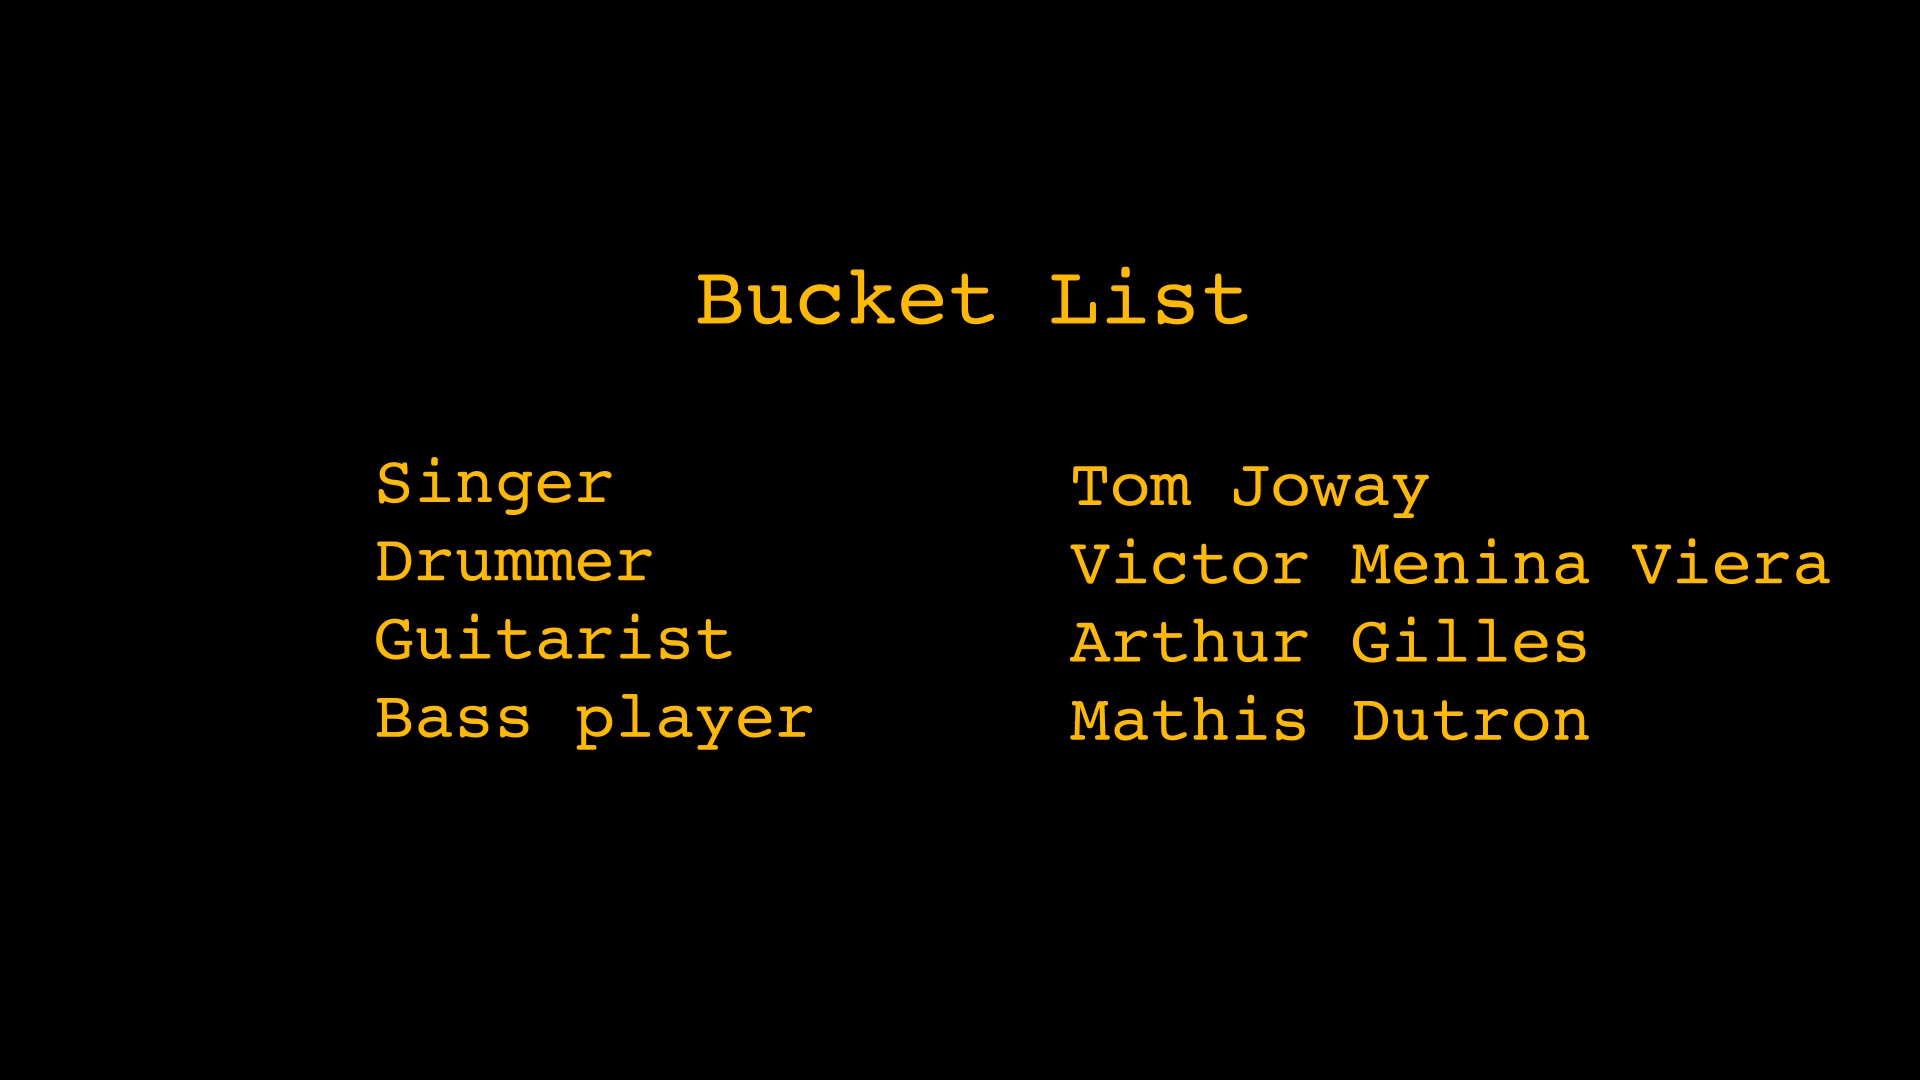 Bucket List
Singer Tom Joway
Drummer Victor Menina Viera
Guitarist Arthur Gilles
Bass player Mathis Dutron